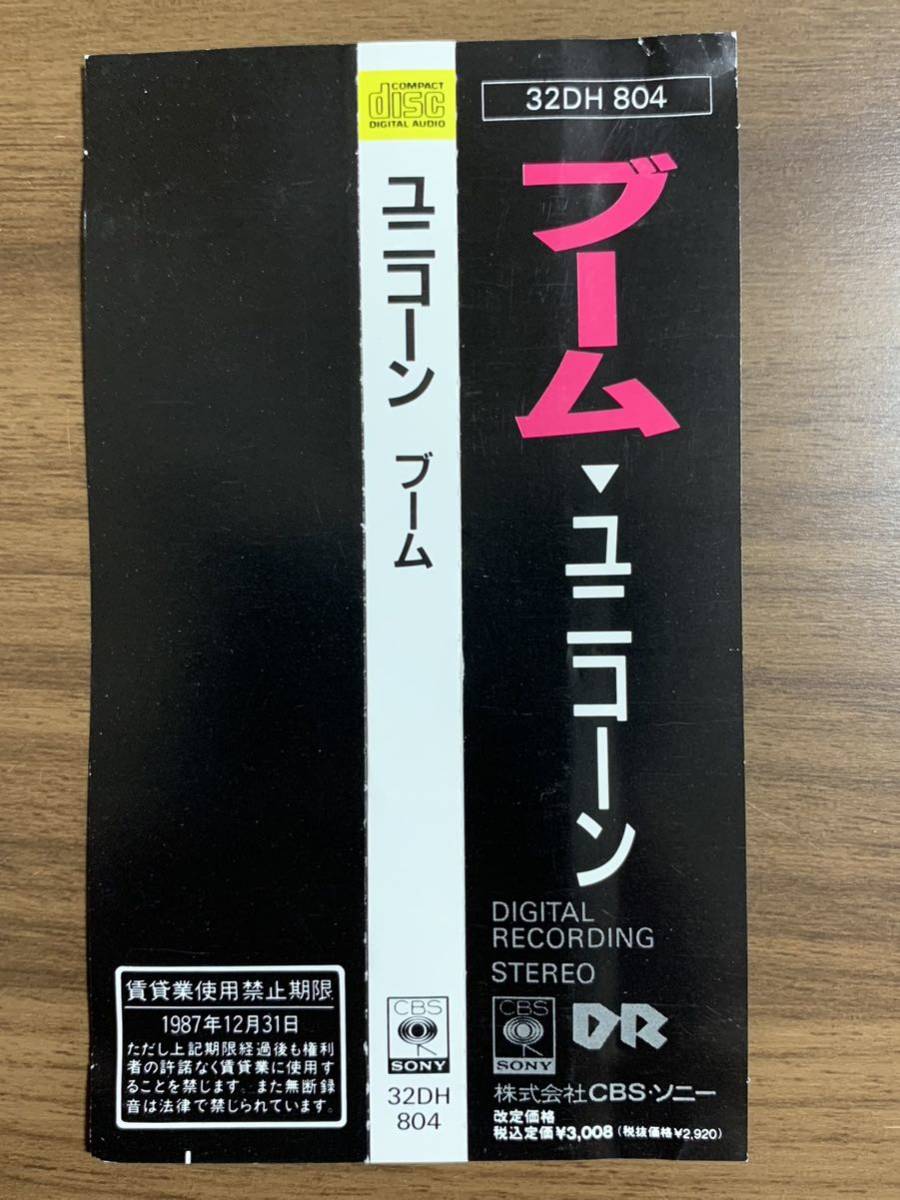 32DH 804
ブーム
▼
ユニコーン
DIGITAL
RECORDING
STEREO
CBS
SONY
DR
株式会社CBS・ソニー
改定価格
税込定価¥3,008(税抜価格¥2,920)
COMPACT
disc
DIGITAL AUDIO
ユニコーン ブーム
CBS
SONY
32DH
804
賃貸業使用禁止期限
1987年12月31日
ただし上記期限経過後も権利
者の許諾なく賃貸業に使用す
ることを禁じます。また無断録
音は法律で禁じられています。